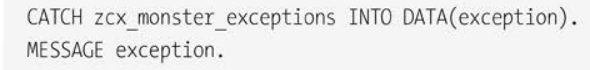 CATCH zcx_monster_exceptions INTO DATA(exception).
MESSAGE exception.